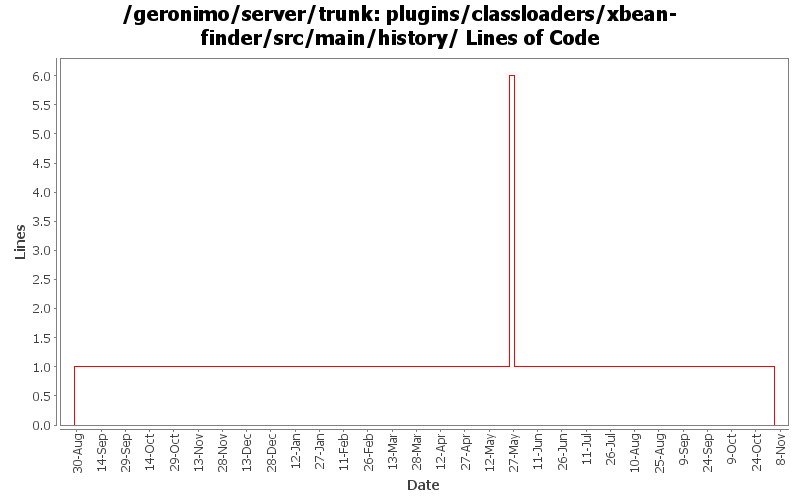 /geronimo/server/trunk: plugins/classloaders/xbean-
finder/src/main/history/ Lines of Code
6.0
5.5
5.0
4.5
4.0
3.5
3.0
2.5
2.0
1.5
1.0
0.5
0.0
Lines
30-Aug
14-Sep
29-Sep
14-Oct
29-Oct
13-Nov
28-Nov
13-Dec
28-Dec
12-Jan
27-Jan
11-Feb
26-Feb
13-Mar
28-Mar
12-Apr
27-Apr
12-May
27-May
11-Jun
26-Jun
11-Jul
26-Jul
10-Aug
25-Aug
9-Sep
24-Sep
9-Oct
24-Oct
8-Nov
Date